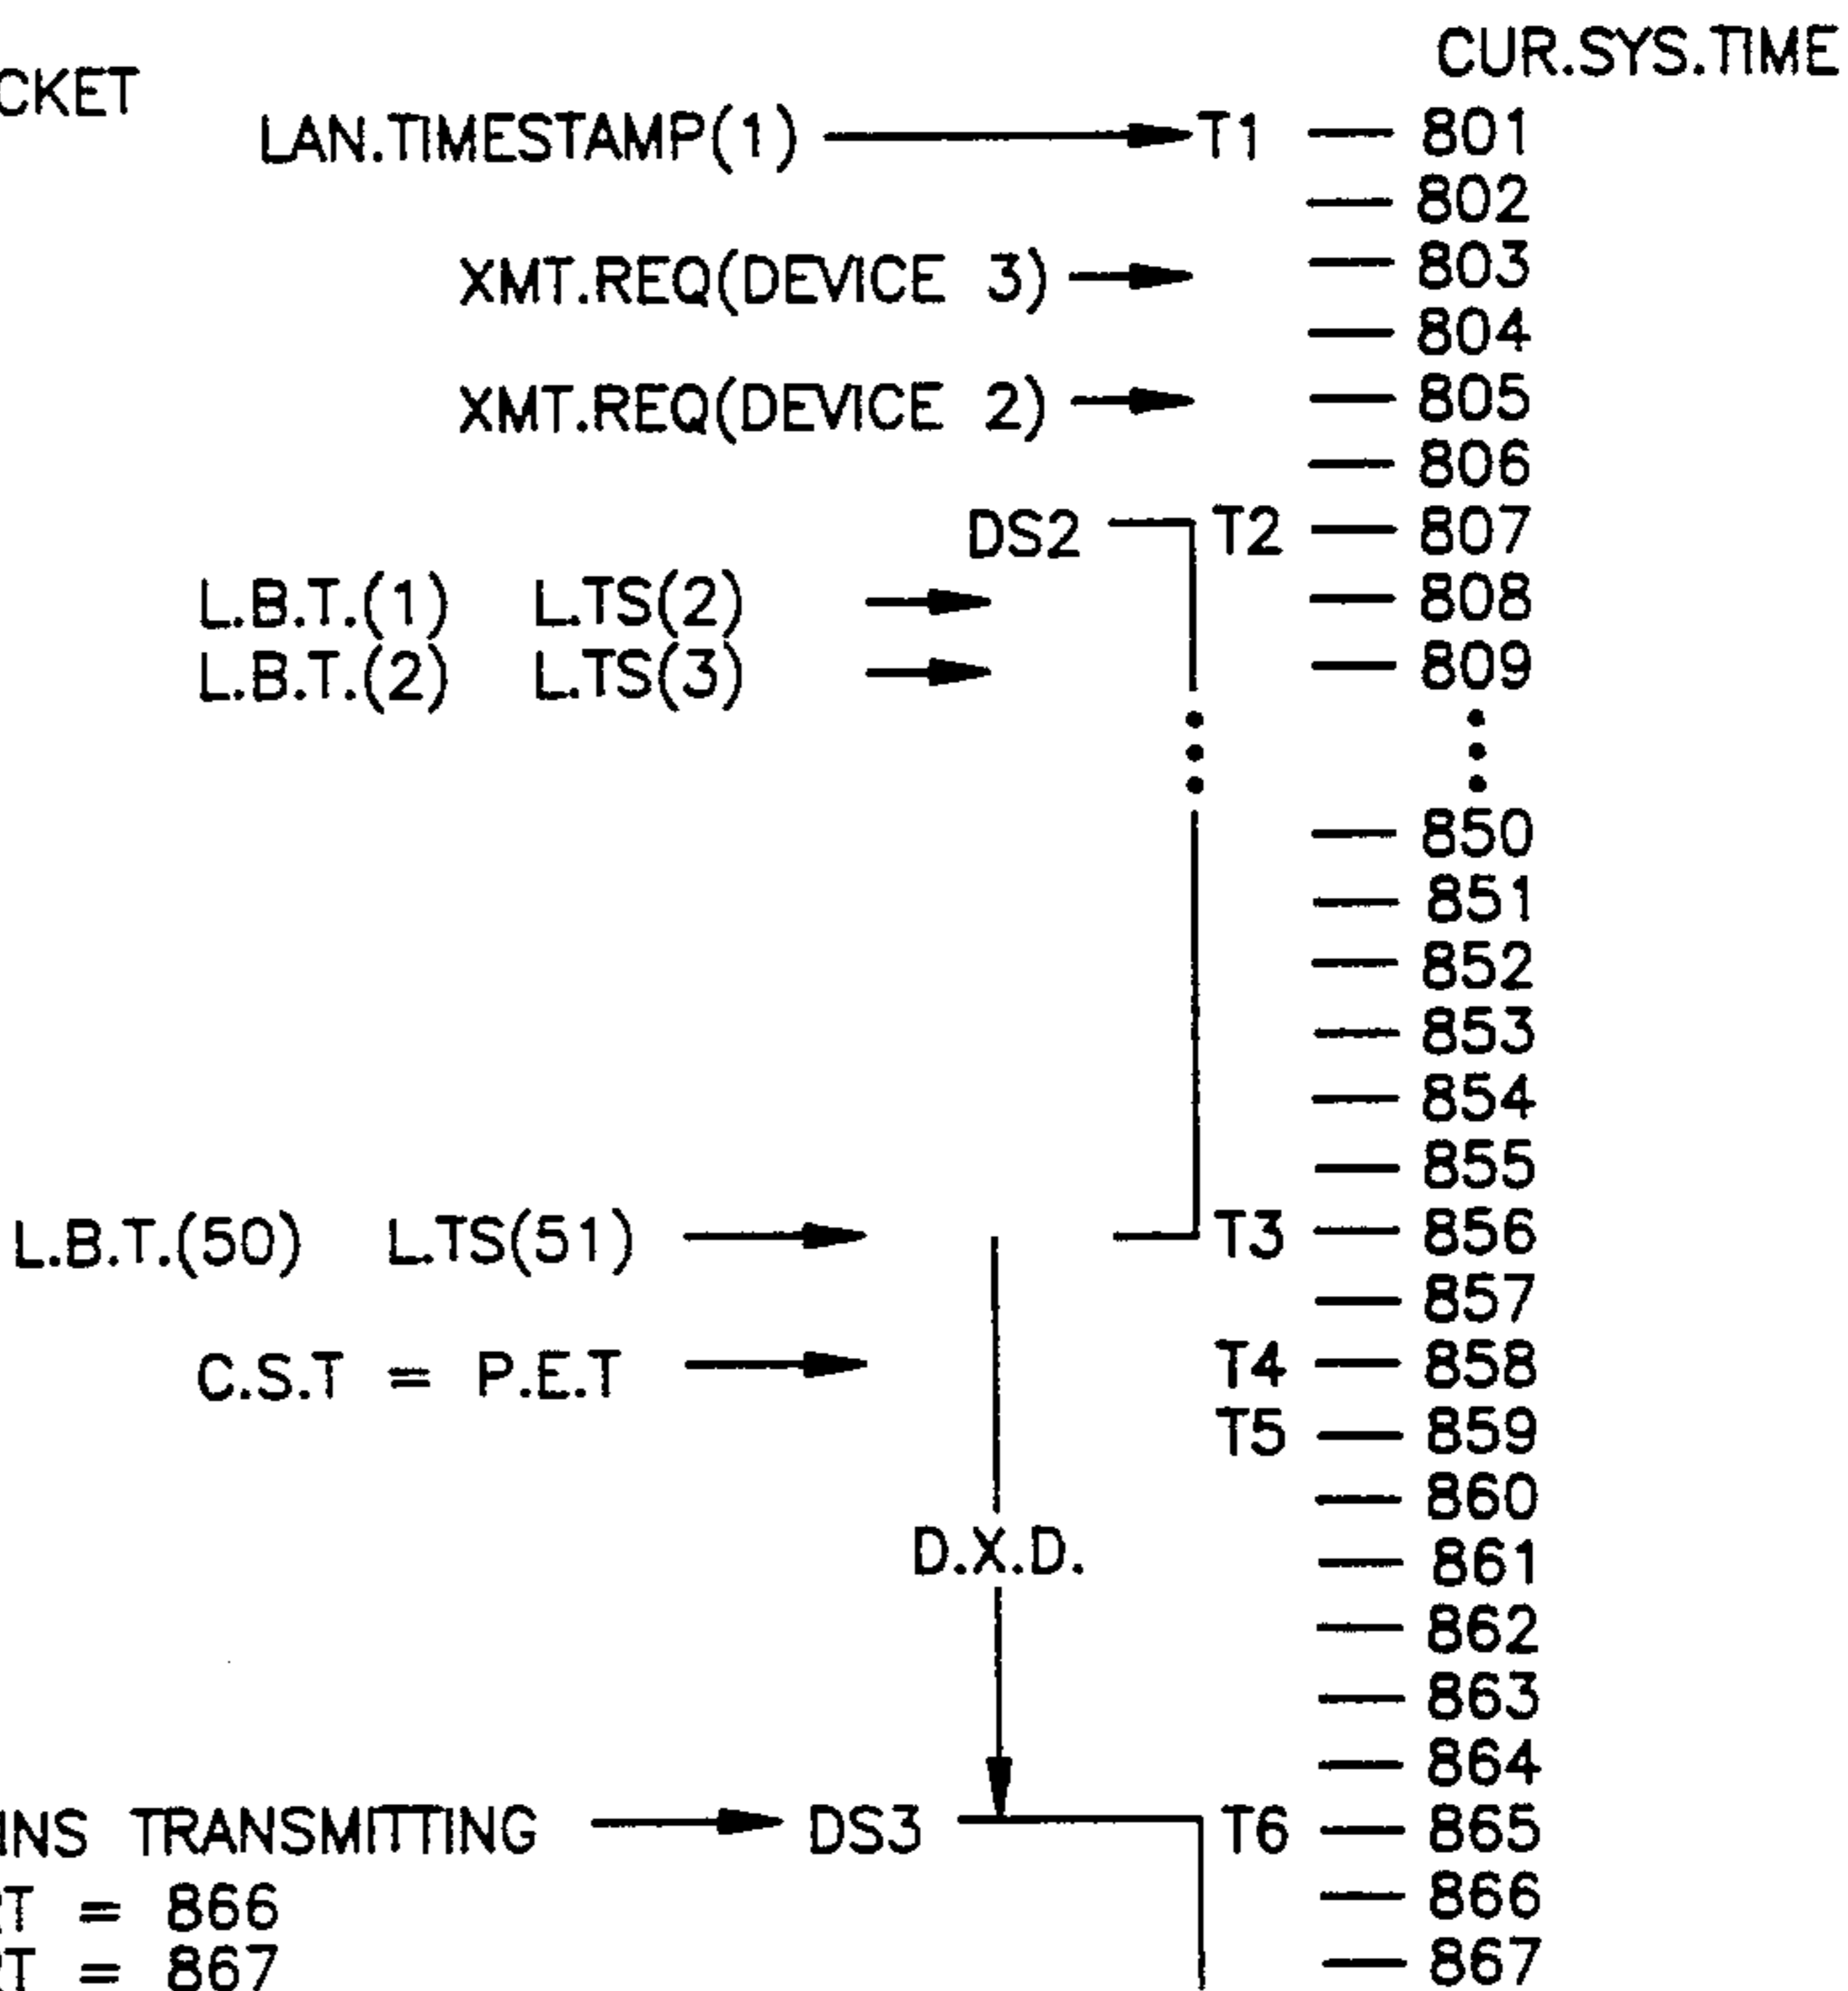 CUR.SYS.TIME
CKET
LAN.TIMESTAMP(1) T1 801
802
XMT.REQ(DEVICE 3) 803
804
XMT.REQ(DEVICE 2) 805
806
DS2 T2 807
L.B.T.(1) L.TS(2) 808
L.B.T.(2) L.TS(3) 809
850
851
852
853
854
855
L.B.T.(50) L.TS(51) T3 856
857
C.S.T = P.E.T T4 858
T5 859
860
D.X.D. 861
862
863
864
INS TRANSMITTING DS3 T6 865
RT = 866 866
RT = 867 867